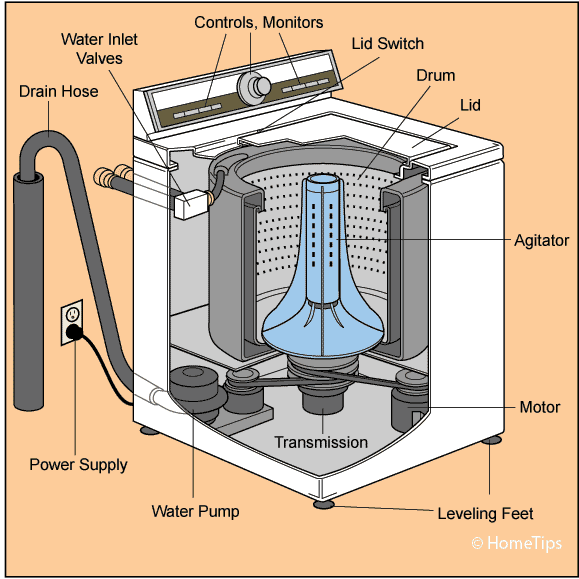 Controls, Monitors
Water Inlet
Valves
Lid Switch
Drain Hose
Drum
Lid
Agitator
Motor
Transmission
Power Supply
Water Pump
Leveling Feet
© HomeTips